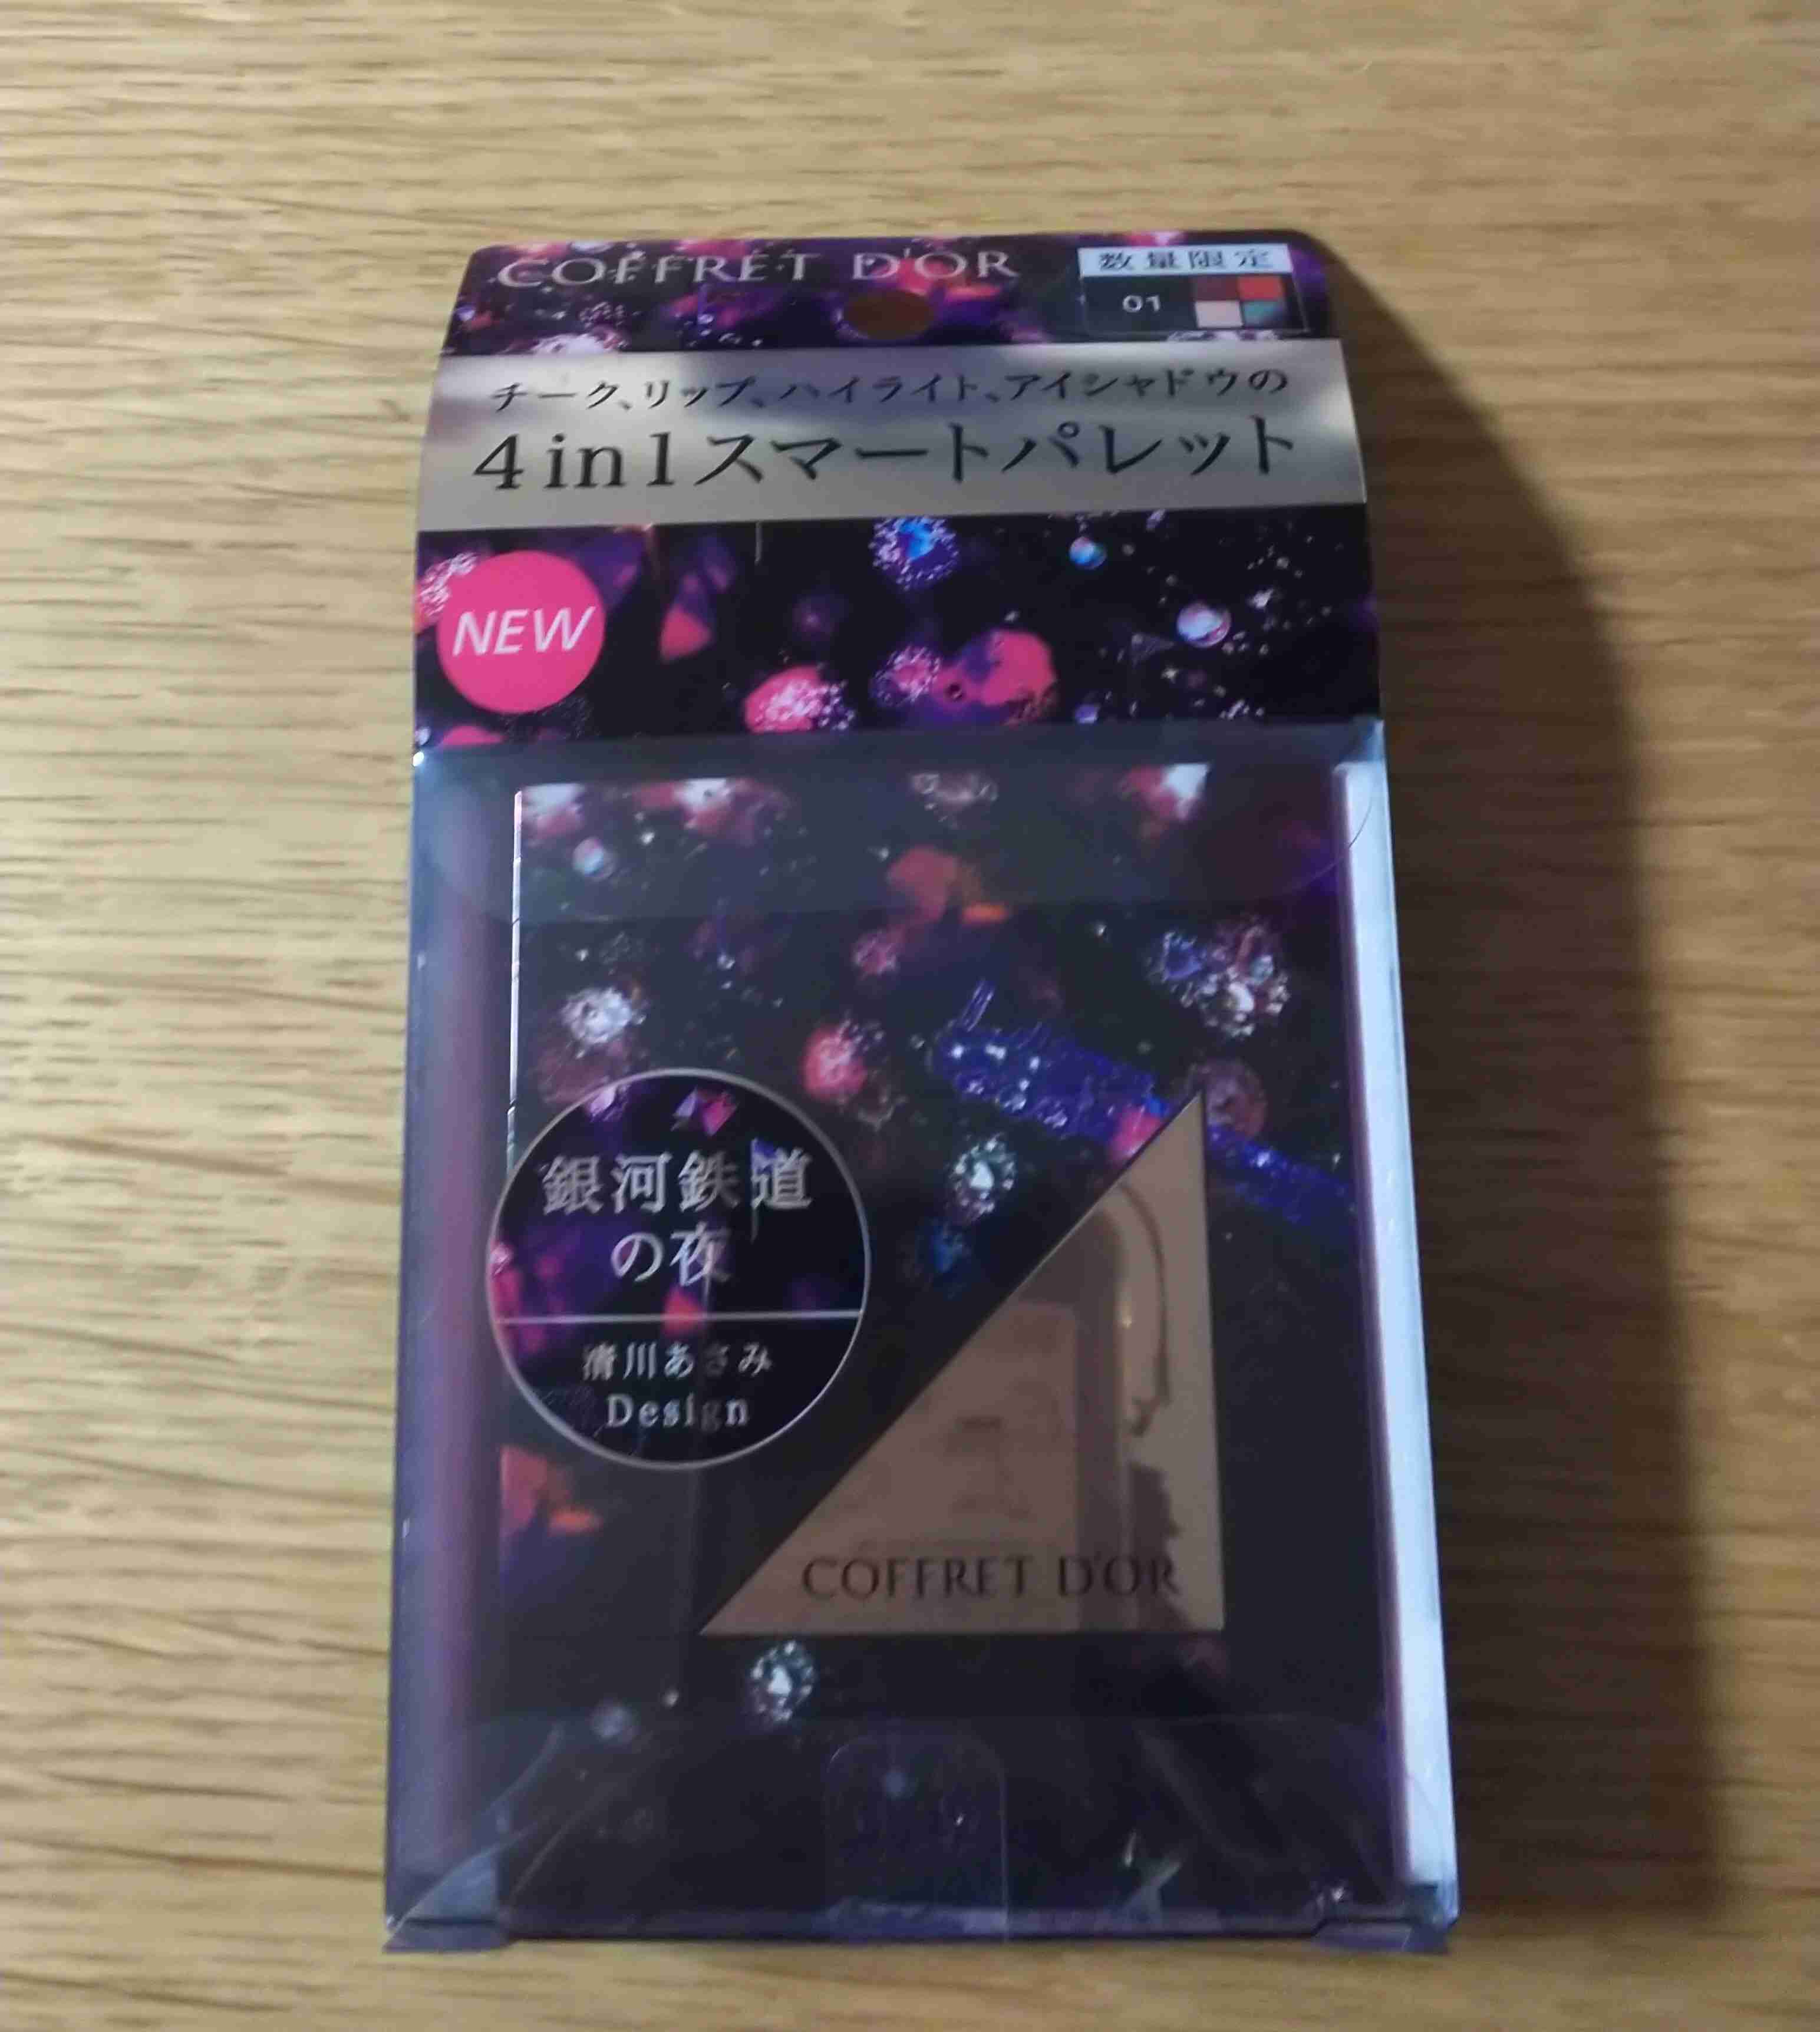 COFFRET D'OR
数量限定
01
チーク、リップ、ハイライト、アイシャドウの
4in1スマートパレット
NEW
銀河鉄道
の夜
清川あさみ
Design
COFFRET D'OR